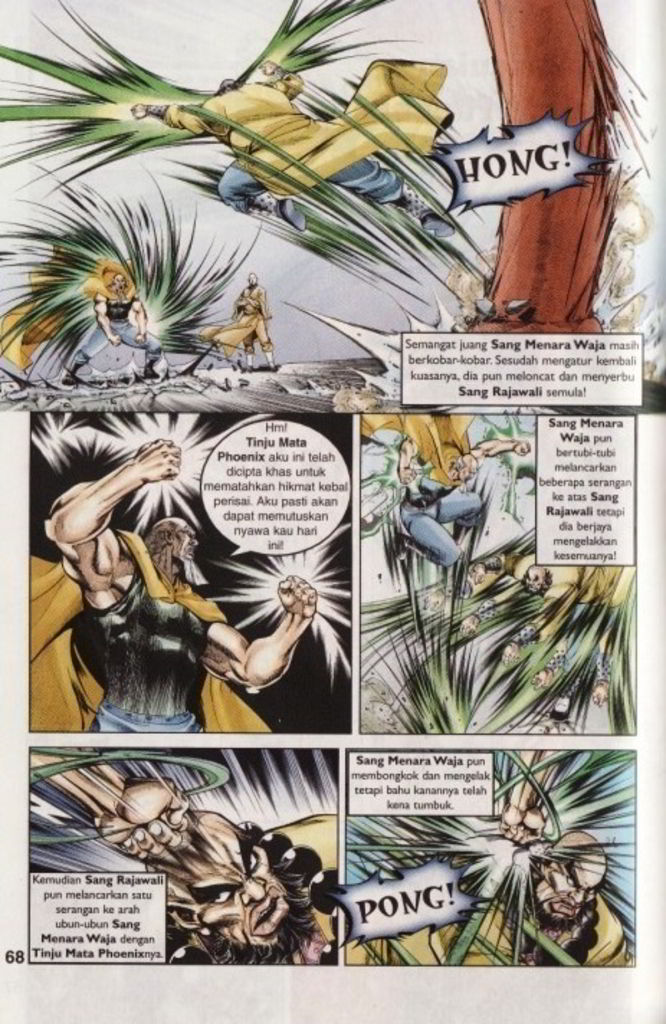 HONG!
Semangat juang Sang Menara Waja masih
berkobar-kobar. Sesudah mengatur kembali
kuasanya, dia pun meloncat dan menyerbu
Sang Rajawali semula!
Hm!
Tinju Mata
Phoenix aku ini telah
dicipta khas untuk
mematahkan hikmat kebal
perisai. Aku pasti akan
dapat memutuskan
nyawa kau hari
ini!
Sang Menara
Waja pun
bertubi-tubi
melancarkan
beberapa serangan
ke atas Sang
Rajawali tetapi
dia berjaya
mengelakkan
kesemuanya!
Kemudian Sang Rajawali
pun melancarkan satu
serangan ke arah
ubun-ubun Sang
Menara Waja dengan
Tinju Mata Phoenixnya.
Sang Menara Waja pun
membongkok dan mengelak
tetapi bahu kanannya telah
kena tumbuk.
PONG!
68